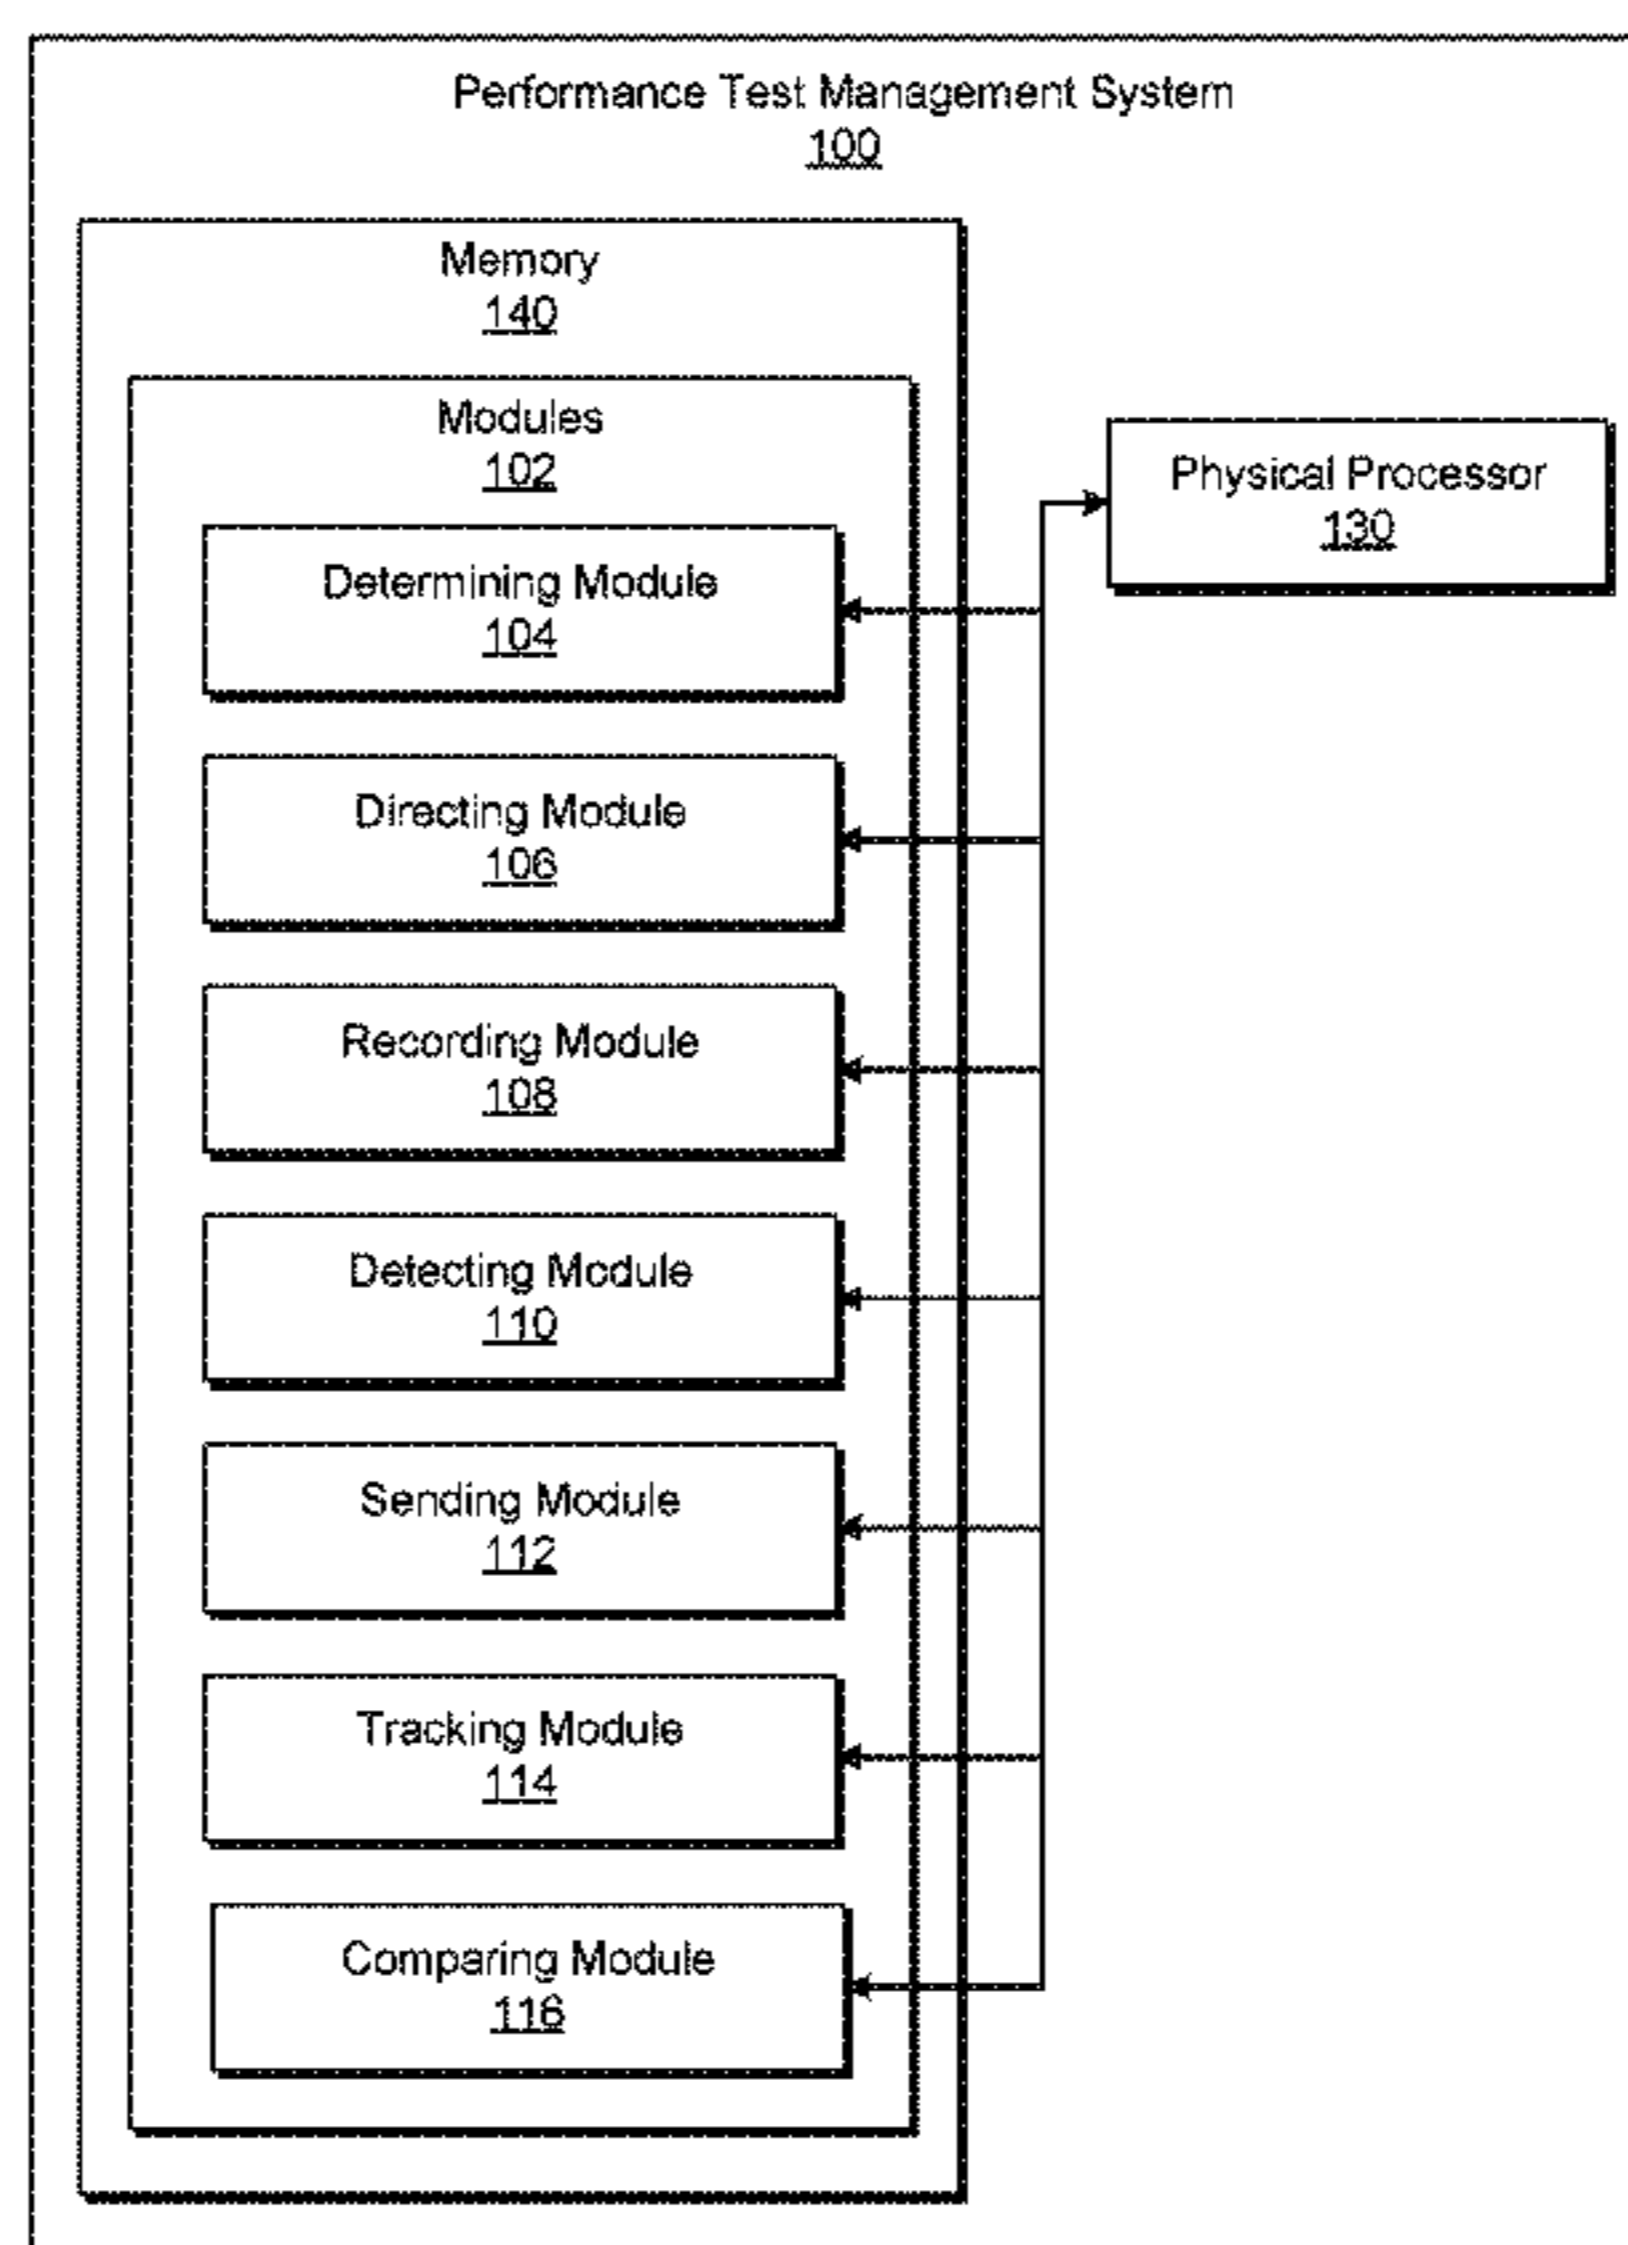 Performance Test Management System
100
Memory
140
Modules
102
Physical Processor
130
Determining Module
104
Directing Module
106
Recording Module
108
Detecting Module
110
Sending Module
112
Tracking Module
114
Comparing Module
116